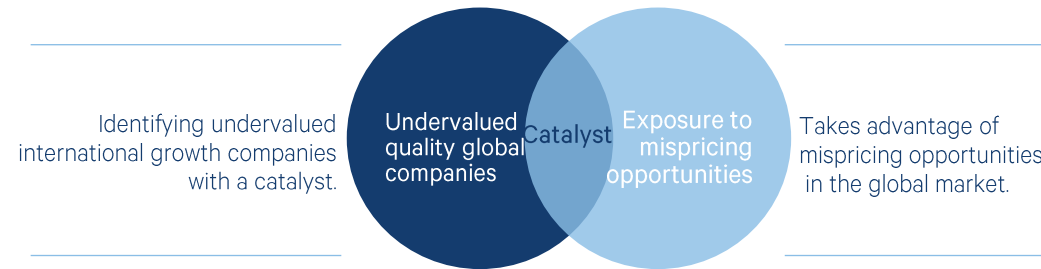 Identifying undervalued
international growth companies
with a catalyst.
Undervalued
quality global
companies
Catalyst
Exposure to
mispricing
opportunities
Takes advantage of
mispricing opportunities
in the global market.